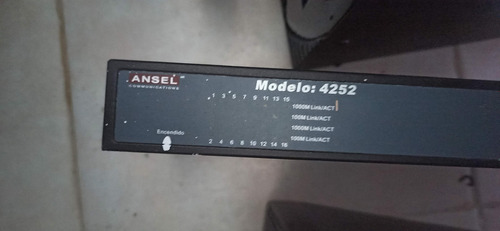 ANSEL
COMMUNICATIONS
Modelo: 4252
1 3 5 7 9 11 13 15
1000M Link/ACT
100M Link/ACT
1000M Link/ACT
100M Link/ACT
Encendido
2 4 6 8 10 12 14 16